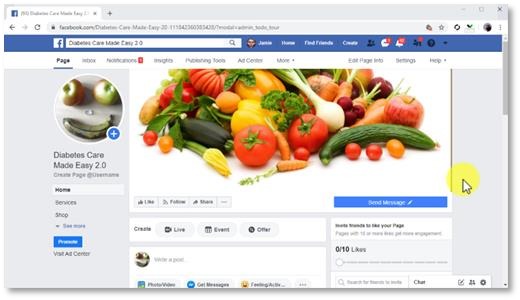 (90) Diabetes Care Made Easy 2.0
facebook.com/Diabetes-Care-Made-Easy-20-111842360383428/?modal=admin_todo_tour
Diabetes Care Made Easy 2.0
Jamie Home Find Friends Create
Page Inbox Notifications Insights Publishing Tools Ad Center More Edit Page Info Settings Help
Diabetes Care
Made Easy 2.0
Create Page @Username
Home
Services
Shop
See more
Promote
Visit Ad Center
Like Follow Share ...
Send Message
Create Live Event Offer
Write a post...
Photo/Video Get Messages Feeling/Activ...
Invite friends to like your Page
Pages with 10 or more likes get more engagement.
0/10 Likes
Search for friends to invite
Chat